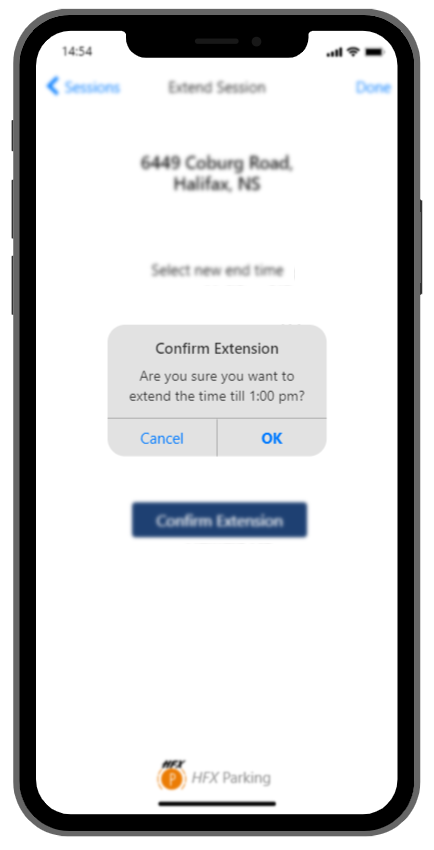 14:54
Sessions
Extend Session
Done
6449 Coburg Road,
Halifax, NS
Select new end time
Confirm Extension
Are you sure you want to
extend the time till 1:00 pm?
Cancel
OK
Confirm Extension
HFX
P
HFX Parking